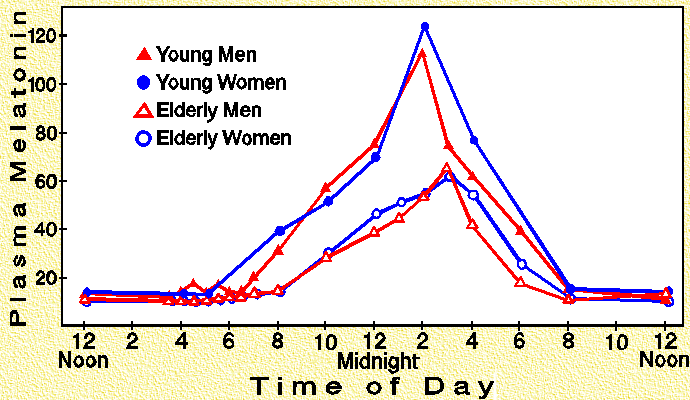 Plasma Melatonin
120
100
80
60
40
20
Young Men
Young Women
Elderly Men
Elderly Women
12 2 4 6 8 10 12 2 4 6 8 10 12
Noon Midnight Noon
Time of Day